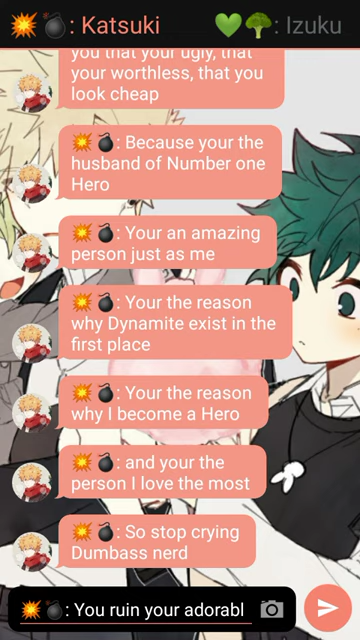 💥💣: Katsuki 💚🥦: Izuku
you that your ugly, that
your worthless, that you
look cheap
💥💣: Because your the
husband of Number one
Hero
💥💣: Your an amazing
person just as me
💥💣: Your the reason
why Dynamite exist in the
first place
💥💣: Your the reason
why I become a Hero
💥💣: and your the
person I love the most
💥💣: So stop crying
Dumbass nerd
💥💣: You ruin your adorabl